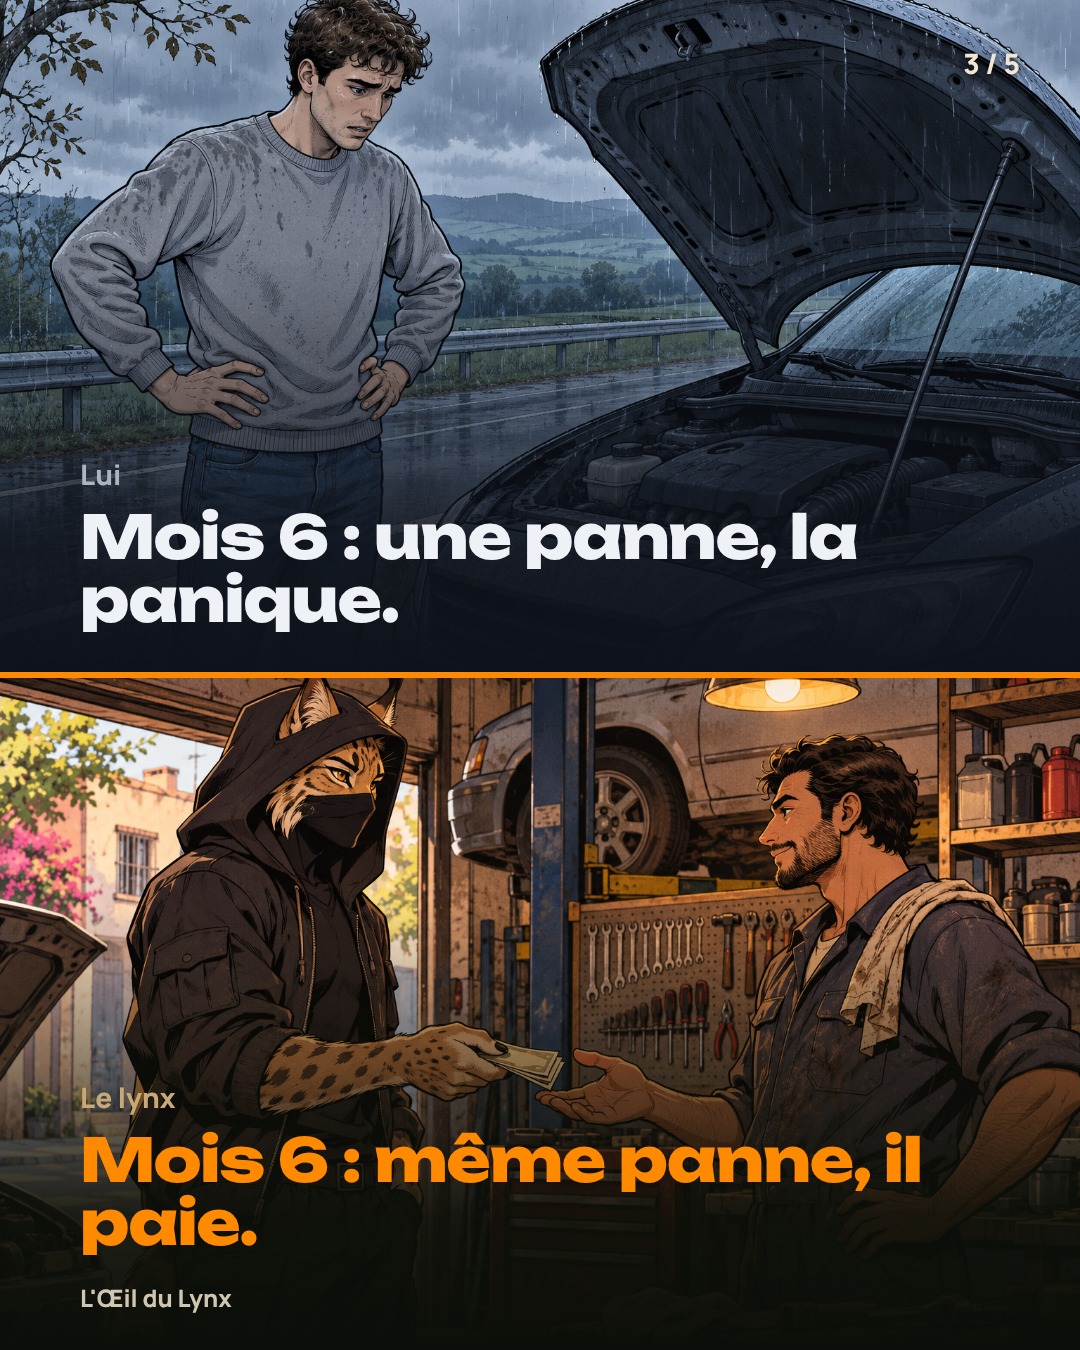 3 / 5
Lui
Mois 6 : une panne, la
panique.
Le lynx
Mois 6 : même panne, il
paie.
L'Œil du Lynx